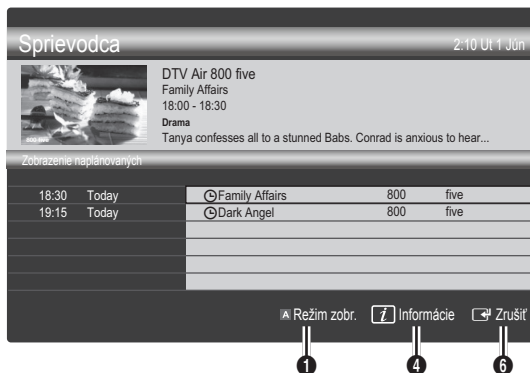 Sprievodca 2:10 Ut 1 Jún
DTV Air 800 five
Family Affairs
18:00 - 18:30
Drama
Tanya confesses all to a stunned Babs. Conrad is anxious to hear...
Zobrazenie naplánovaných
18:30 Today Family Affairs 800 five
19:15 Today Dark Angel 800 five
A Režim zobr. i Informácie Zrušiť
1 4 6